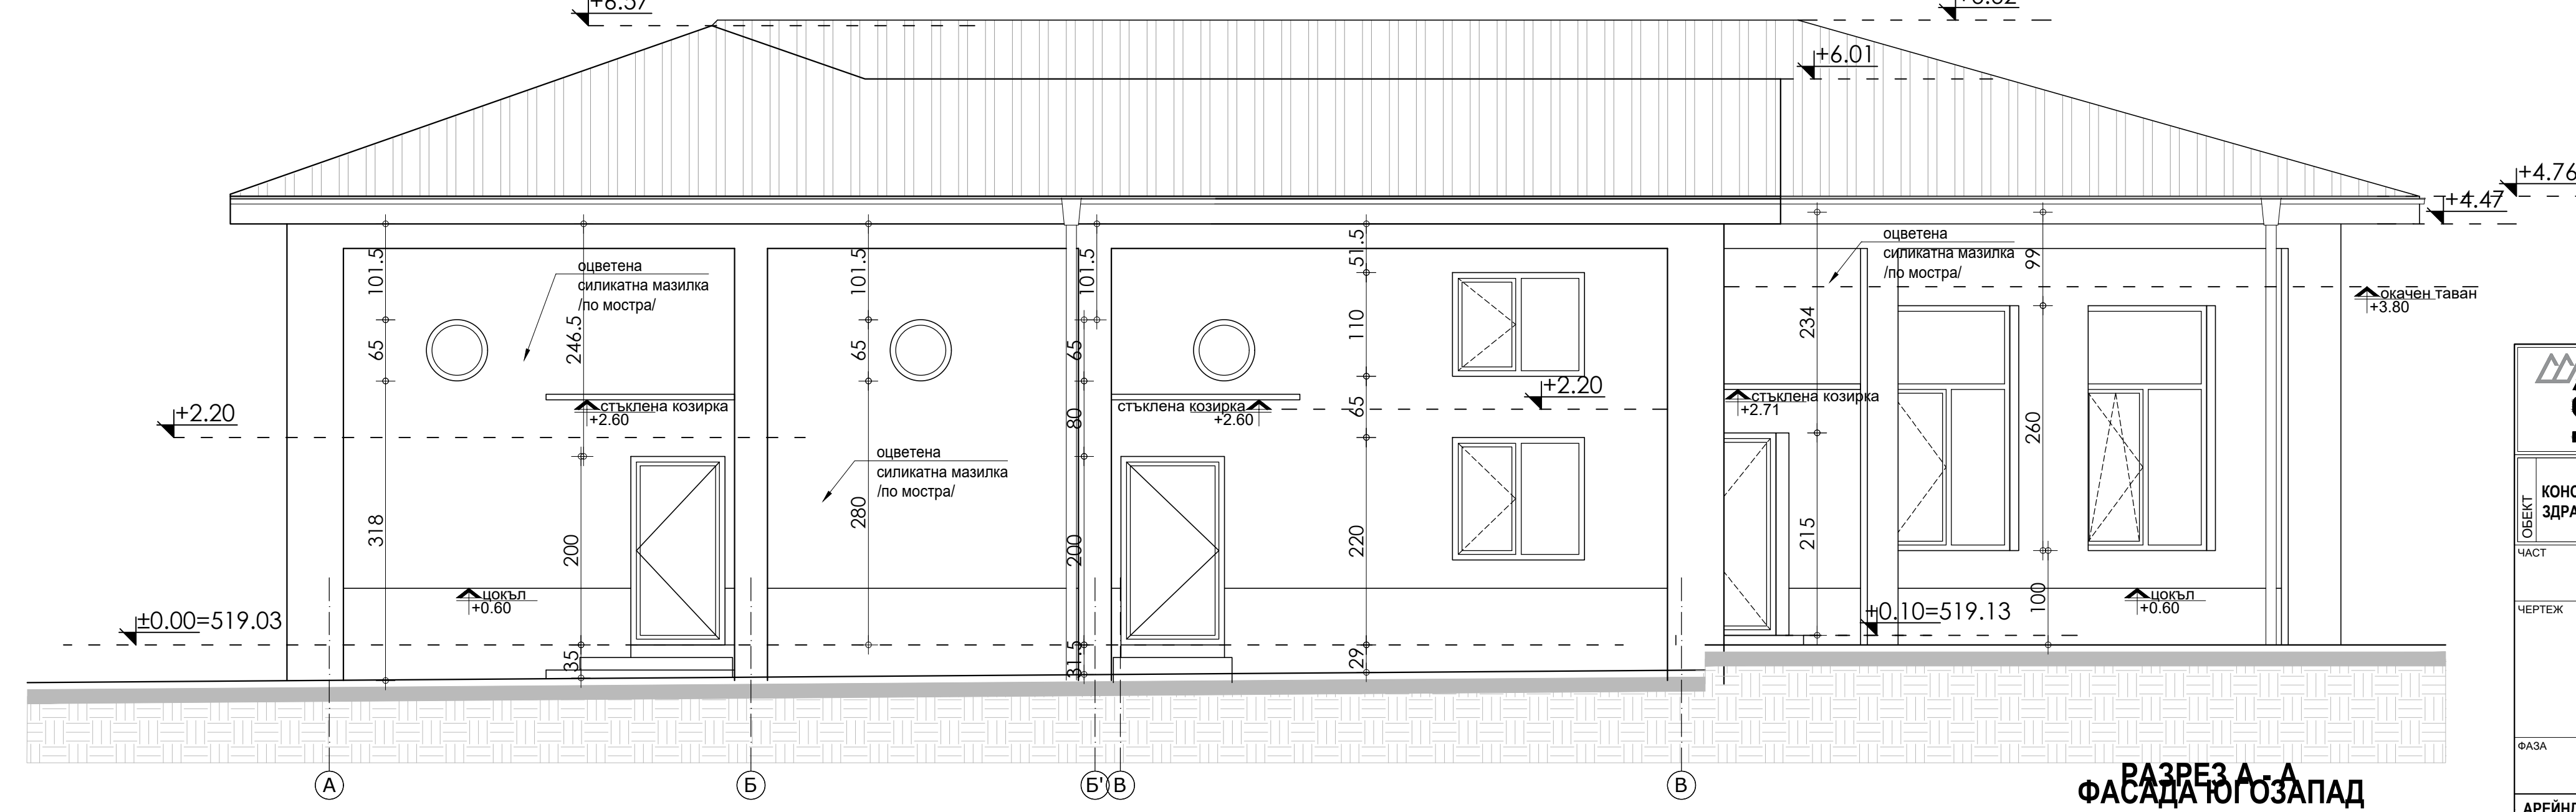 +6.57
+6.01
+4.76
+4.47
оцветена
силикатна мазилка
/по мостра/
оцветена
силикатна мазилка
/по мостра/
оцветена
силикатна мазилка
/по мостра/
окачен таван
+3.80
101.5
65
318
246.5
200
35
101.5
65
280
101.5
65
80
200
31.5
51.5
110
65
220
29
234
215
99
260
100
+2.20
стъклена козирка
+2.60
стъклена козирка
+2.60
+2.20
стъклена козирка
+2.71
цокъл
+0.60
цокъл
+0.60
±0.00=519.03
+0.10=519.13
А
Б
Б'
В
В
РАЗРЕЗ А - А
ФАСАДА ЮГОЗАПАД
ОБЕКТ
ЧАСТ
ЧЕРТЕЖ
ФАЗА